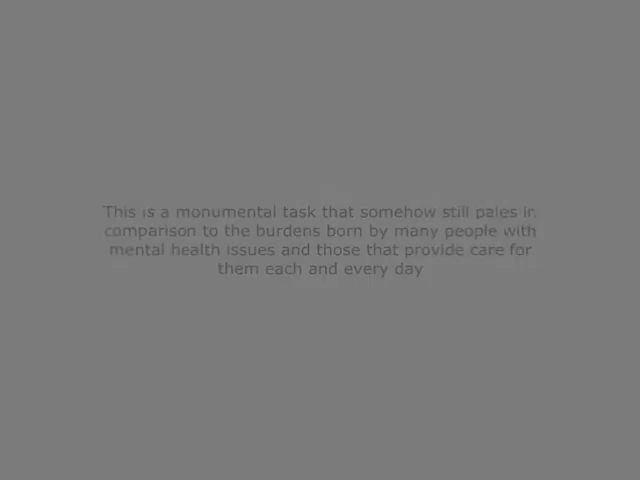 This is a monumental task that somehow still pales in
comparison to the burdens born by many people with
mental health issues and those that provide care for
them each and every day